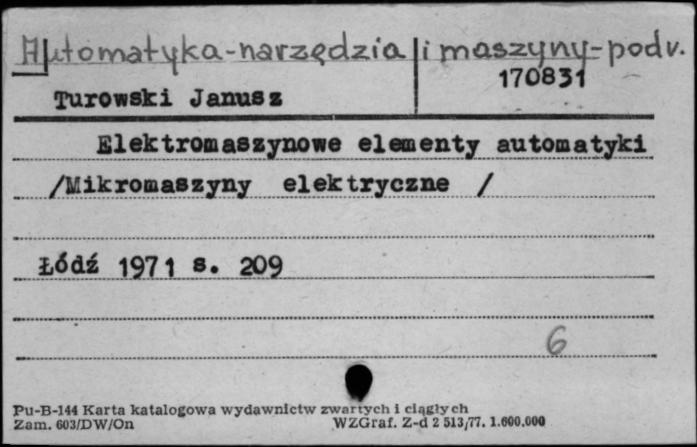 Automatyka-narzędzia i maszyny-podr.
170831
Turowski Janusz
Elektromaszynowe elementy automatyki
/Mikromaszyny elektryczne /
Łódź 1971 s. 209
6
Pu-B-144 Karta katalogowa wydawnictw zwartych i ciągłych
Zam. 603/DW/On WZGraf. Z-d 2 513/77. 1.600.000